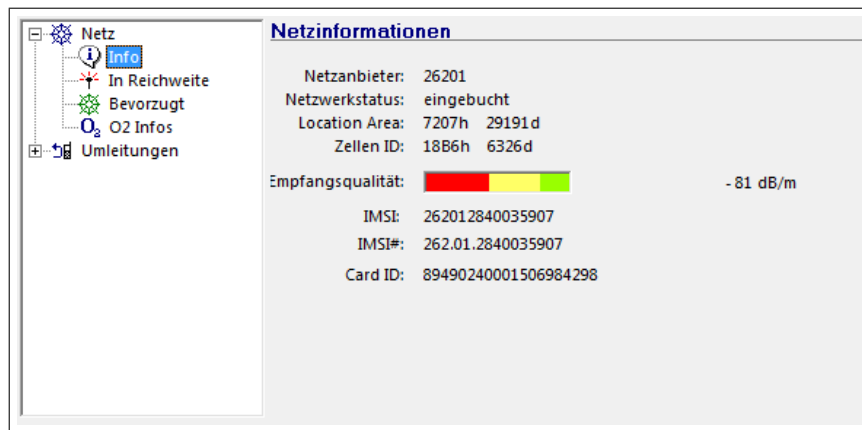 Netz
Info
In Reichweite
Bevorzugt
O2 O2 Infos
Umleitungen
Netzinformationen
Netzanbieter: 26201
Netzwerkstatus: eingebucht
Location Area: 7207h 29191d
Zellen ID: 18B6h 6326d
Empfangsqualität: - 81 dB/m
IMSI: 262012840035907
IMSI#: 262.01.2840035907
Card ID: 89490240001506984298